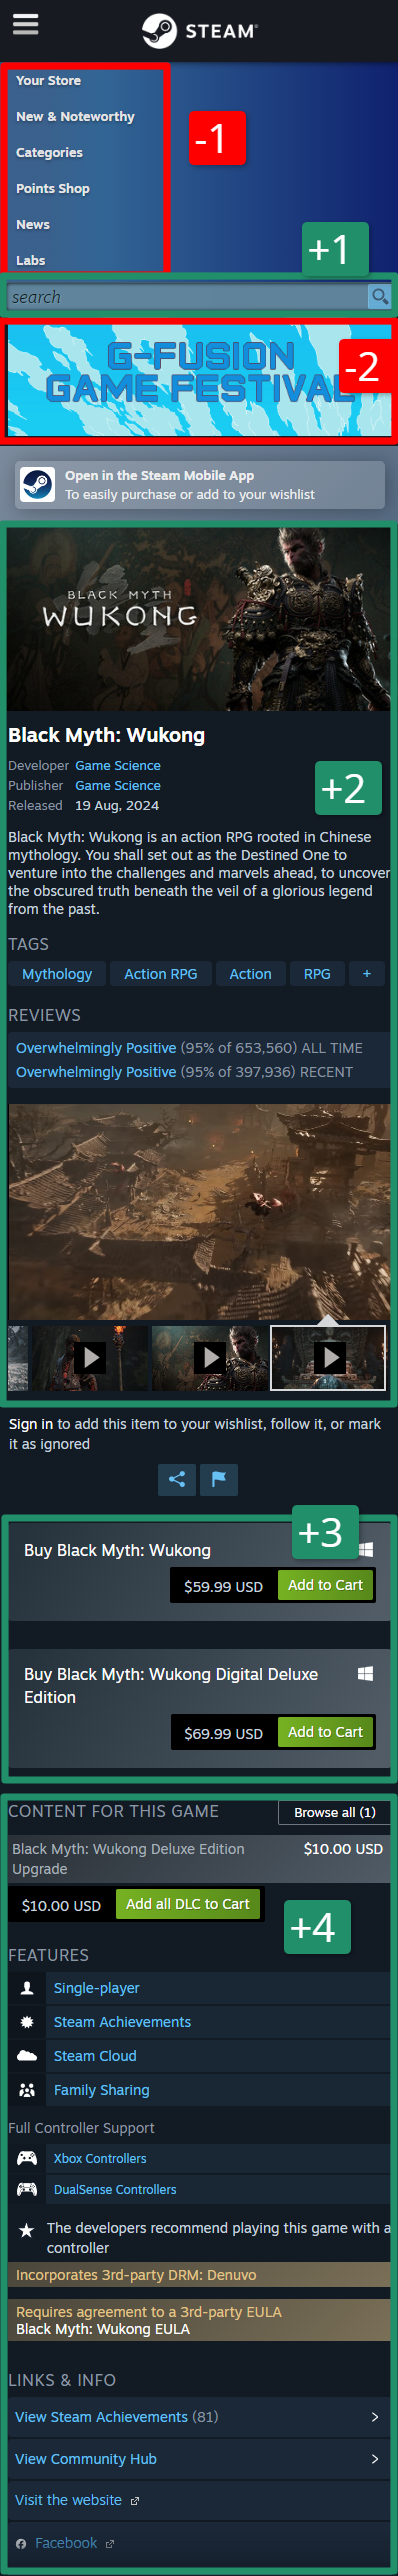 STEAM®
Your Store
New & Noteworthy
-1
Categories
Points Shop
News
+1
Labs
search
G-FUSION
GAME FESTIVAL
-2
Open in the Steam Mobile App
To easily purchase or add to your wishlist
BLACK MYTH
WUKONG
Black Myth: Wukong
Developer Game Science
Publisher Game Science
Released 19 Aug, 2024
+2
Black Myth: Wukong is an action RPG rooted in Chinese
mythology. You shall set out as the Destined One to
venture into the challenges and marvels ahead, to uncover
the obscured truth beneath the veil of a glorious legend
from the past.
TAGS
Mythology Action RPG Action RPG +
REVIEWS
Overwhelmingly Positive (95% of 653,560) ALL TIME
Overwhelmingly Positive (95% of 397,936) RECENT
Sign in to add this item to your wishlist, follow it, or mark
it as ignored
+3
Buy Black Myth: Wukong
$59.99 USD Add to Cart
Buy Black Myth: Wukong Digital Deluxe
Edition
$69.99 USD Add to Cart
CONTENT FOR THIS GAME Browse all (1)
Black Myth: Wukong Deluxe Edition $10.00 USD
Upgrade
$10.00 USD Add all DLC to Cart
+4
FEATURES
Single-player
Steam Achievements
Steam Cloud
Family Sharing
Full Controller Support
Xbox Controllers
DualSense Controllers
The developers recommend playing this game with a
controller
Incorporates 3rd-party DRM: Denuvo
Requires agreement to a 3rd-party EULA
Black Myth: Wukong EULA
LINKS & INFO
View Steam Achievements (81)
View Community Hub
Visit the website
Facebook